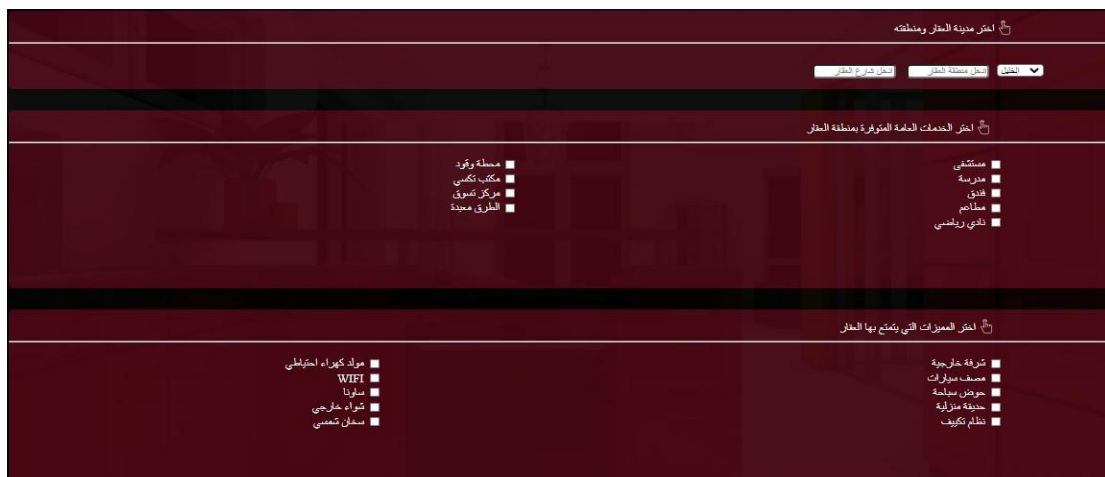 اختر مدينة العقار ومنطقته
الخليل ادخل منطقة العقار ادخل شارع العقار
اختر الخدمات العامة المتوفرة بمنطقة العقار
مستشفى
مدرسة
فندق
مطاعم
نادي رياضي
محطة وقود
مكتب تكسي
مركز تسوق
الطرق معبدة
اختر المميزات التي يتمتع بها العقار
شرفة خارجية
مصف سيارات
حوض سباحة
حديقة منزلية
نظام تكييف
مولد كهرباء احتياطي
WIFI
ساونا
شواء خارجي
سخان شمسي